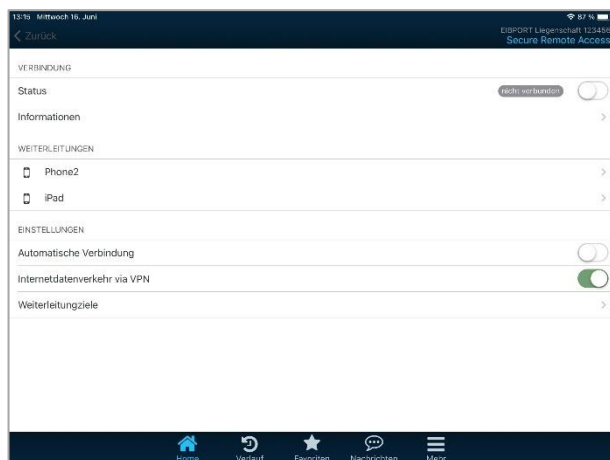 13:15 Mittwoch 16. Juni 87 %
Zurück
EIBPORT Liegenschaft 123456
Secure Remote Access
VERBINDUNG
Status nicht verbunden
Informationen
WEITERLEITUNGEN
Phone2
iPad
EINSTELLUNGEN
Automatische Verbindung
Internetdatenverkehr via VPN
Weiterleitungziele
Home Verlauf Favoriten Nachrichten Mehr